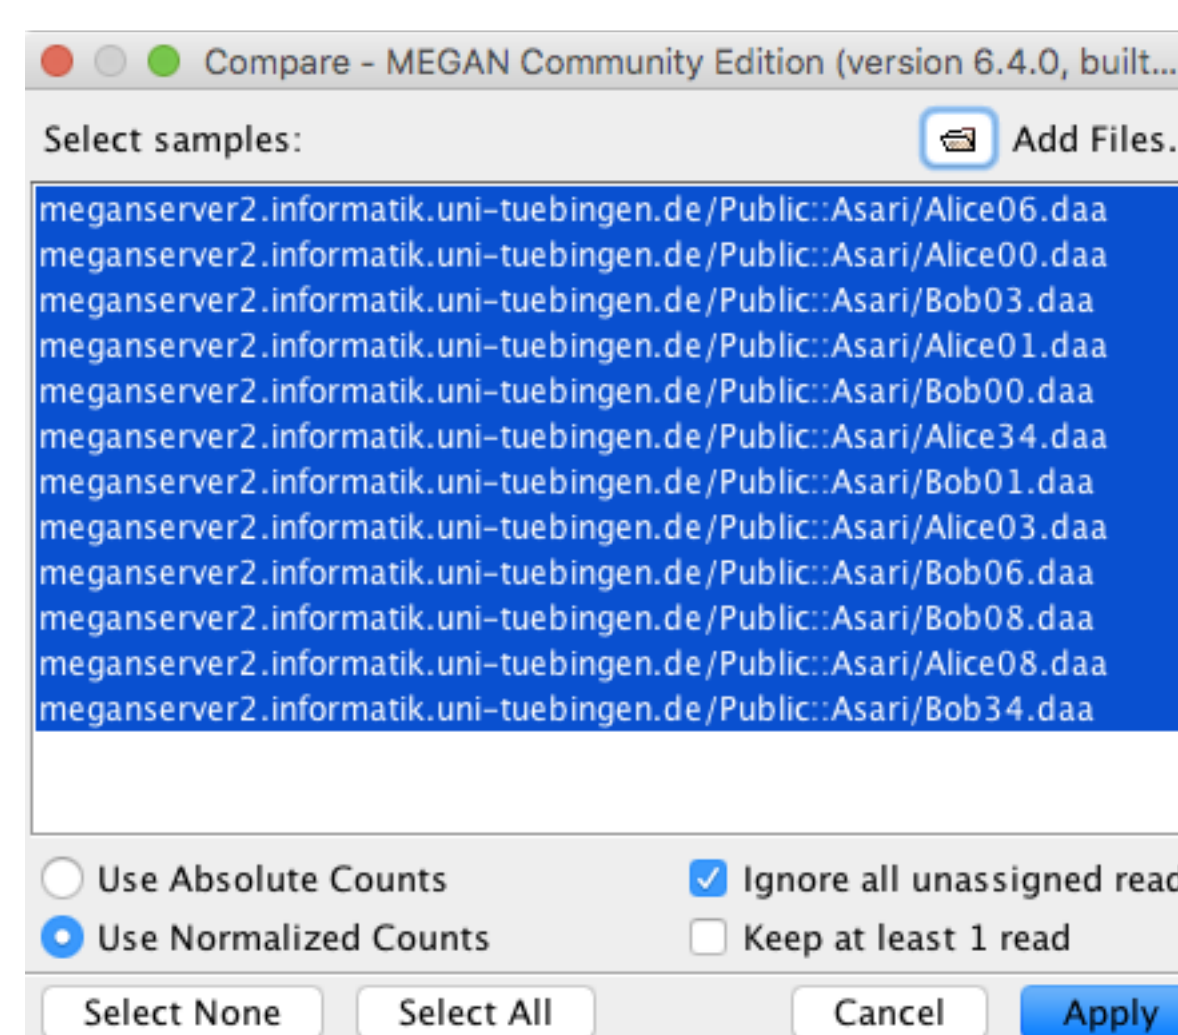 Compare – MEGAN Community Edition (version 6.4.0, built...
Select samples:
Add Files.
meganserver2.informatik.uni-tuebingen.de/Public::Asari/Alice06.daa
meganserver2.informatik.uni-tuebingen.de/Public::Asari/Alice00.daa
meganserver2.informatik.uni-tuebingen.de/Public::Asari/Bob03.daa
meganserver2.informatik.uni-tuebingen.de/Public::Asari/Alice01.daa
meganserver2.informatik.uni-tuebingen.de/Public::Asari/Bob00.daa
meganserver2.informatik.uni-tuebingen.de/Public::Asari/Alice34.daa
meganserver2.informatik.uni-tuebingen.de/Public::Asari/Bob01.daa
meganserver2.informatik.uni-tuebingen.de/Public::Asari/Alice03.daa
meganserver2.informatik.uni-tuebingen.de/Public::Asari/Bob06.daa
meganserver2.informatik.uni-tuebingen.de/Public::Asari/Bob08.daa
meganserver2.informatik.uni-tuebingen.de/Public::Asari/Alice08.daa
meganserver2.informatik.uni-tuebingen.de/Public::Asari/Bob34.daa
Use Absolute Counts
Ignore all unassigned read
Use Normalized Counts
Keep at least 1 read
Select None
Select All
Cancel
Apply